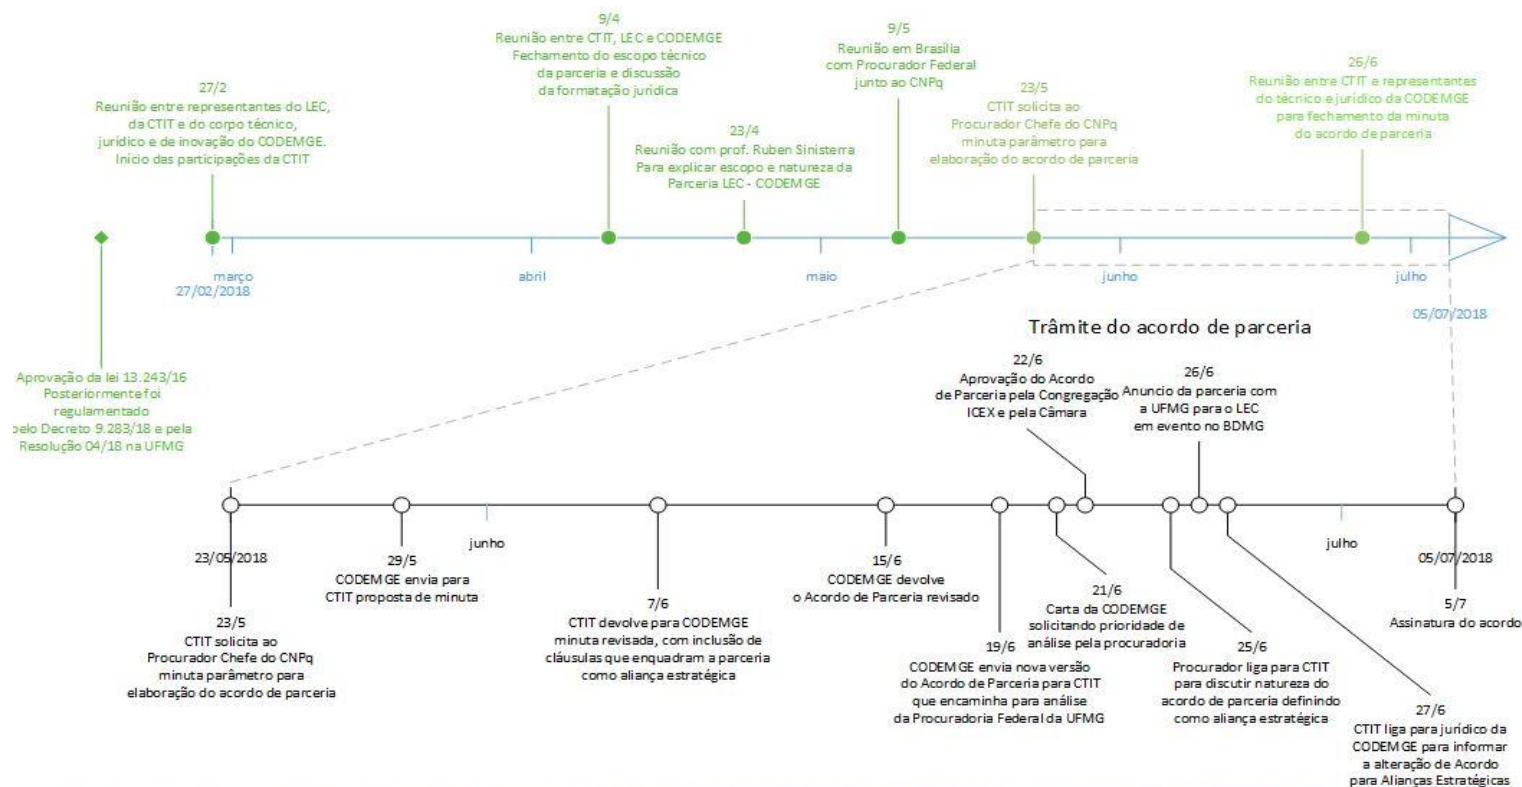 27/2
Reunião entre representantes do LEC,
da CTIT e do corpo técnico,
jurídico e de inovação do CODEMGE.
Início das participações da CTIT
9/4
Reunião entre CTIT, LEC e CODEMGE
Fechamento do escopo técnico
da parceria e discussão
da formatação jurídica
23/4
Reunião com prof. Ruben Sinisterra
Para explicar escopo e natureza da
Parceria LEC - CODEMGE
9/5
Reunião em Brasília
com Procurador Federal
junto ao CNPq
23/5
CTIT solicita ao
Procurador Chefe do CNPq
minuta parâmetro para
elaboração do acordo de parceria
26/6
Reunião entre CTIT e representantes
do técnico e jurídico da CODEMGE
para fechamento da minuta
do acordo de parceria
março
abril
maio
junho
julho
27/02/2018
05/07/2018
Aprovação da lei 13.243/16
Posteriormente foi
regulamentado
pelo Decreto 9.283/18 e pela
Resolução 04/18 na UFMG
Trâmite do acordo de parceria
22/6
Aprovação do Acordo
de Parceria pela Congregação
ICEX e pela Câmara
26/6
Anuncio da parceria com
a UFMG para o LEC
em evento no BDMG
23/05/2018
junho
julho
05/07/2018
23/5
CTIT solicita ao
Procurador Chefe do CNPq
minuta parâmetro para
elaboração do acordo de parceria
29/5
CODEMGE envia para
CTIT proposta de minuta
7/6
CTIT devolve para CODEMGE
minuta revisada, com inclusão de
cláusulas que enquadram a parceria
como aliança estratégica
15/6
CODEMGE devolve
o Acordo de Parceria revisado
19/6
CODEMGE envia nova versão
do Acordo de Parceria para CTIT
que encaminha para análise
da Procuradoria Federal da UFMG
21/6
Carta da CODEMGE
solicitando prioridade de
análise pela procuradoria
25/6
Procurador liga para CTIT
para discutir natureza do
acordo de parceria definindo
como aliança estratégica
27/6
CTIT liga para jurídico da
CODEMGE para informar
a alteração de Acordo
para Alianças Estratégicas
5/7
Assinatura do acordo